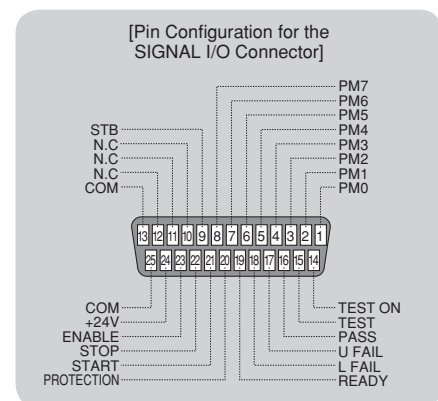 [Pin Configuration for the
SIGNAL I/O Connector]
PM7
PM6
PM5
PM4
PM3
PM2
PM1
PM0
STB
N.C
N.C
N.C
COM
13 12 11 10 9 8 7 6 5 4 3 2 1
25 24 23 22 21 20 19 18 17 16 15 14
COM
+24V
ENABLE
STOP
START
PROTECTION
TEST ON
TEST
PASS
U FAIL
L FAIL
READY